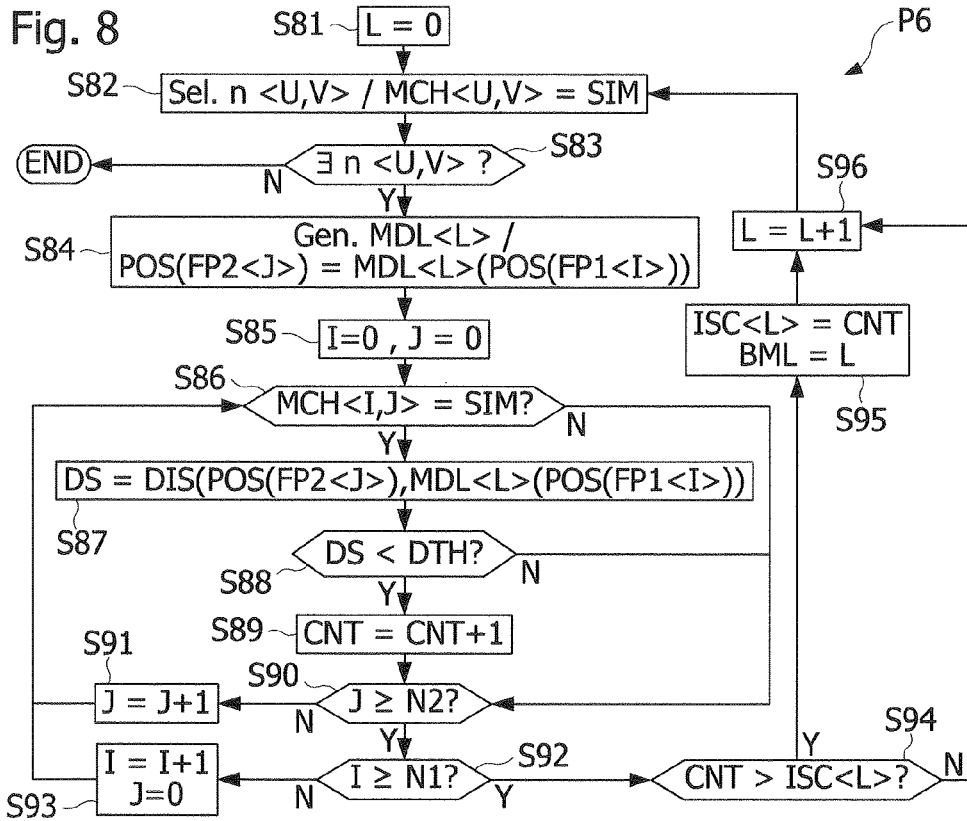 Fig. 8
P6
S81
L = 0
S82
Sel. n <U,V> / MCH<U,V> = SIM
S83
∃ n <U,V> ?
N
END
Y
S84
Gen. MDL<L> /
POS(FP2<J>) = MDL<L>(POS(FP1<I>))
S85
I=0 , J = 0
S86
MCH<I,J> = SIM?
N
Y
DS = DIS(POS(FP2<J>),MDL<L>(POS(FP1<I>))
S87
DS < DTH?
S88
N
Y
S89
CNT = CNT+1
S90
J ≥ N2?
N
Y
S91
J = J+1
S92
I ≥ N1?
N
Y
I = I+1
J=0
S93
S94
CNT > ISC<L>?
Y
N
ISC<L> = CNT
BML = L
S95
S96
L = L+1